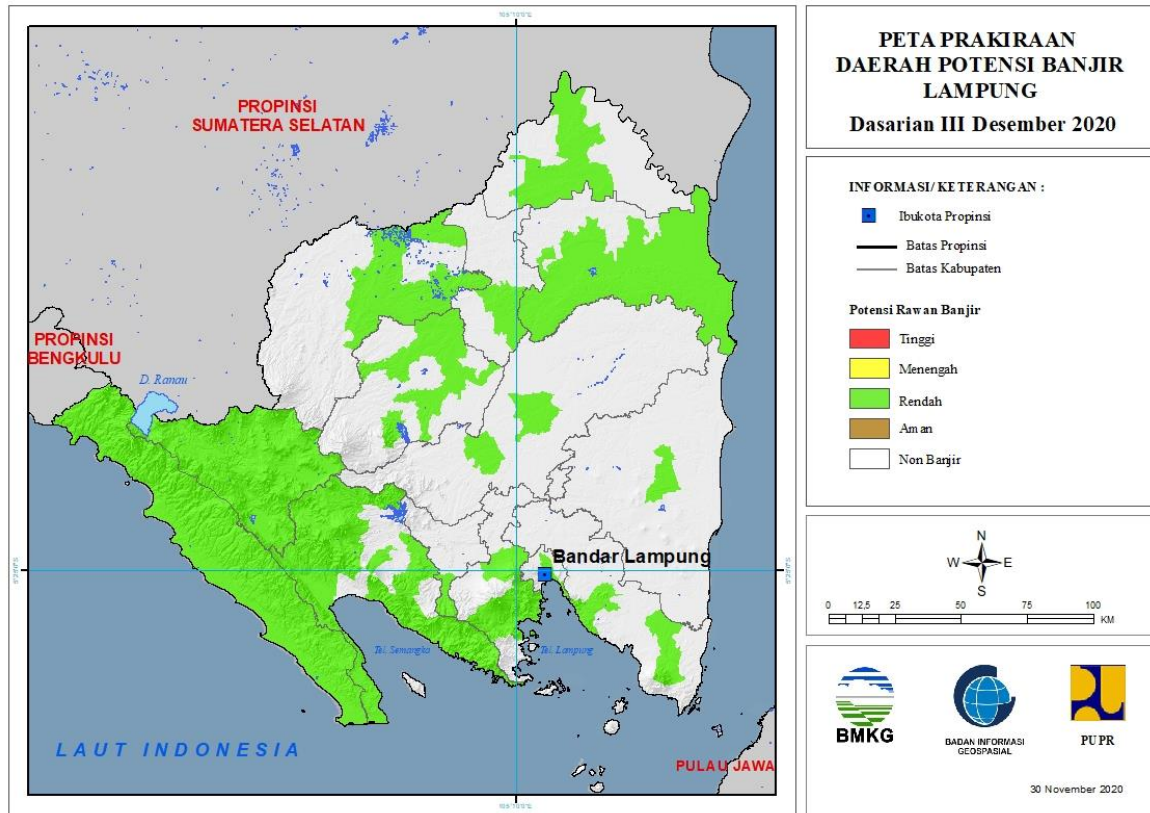 PROPINSI
SUMATERA SELATAN
PROPINSI
BENGKULU
D. Ranau
Bandar Lampung
Tel. Semangka
Tel. Lampung
LAUT INDONESIA
PULAU JAWA
PETA PRAKIRAAN
DAERAH POTENSI BANJIR
LAMPUNG
Dasarian III Desember 2020
INFORMASI/ KETERANGAN :
Ibukota Propinsi
Batas Propinsi
Batas Kabupaten
Potensi Rawan Banjir
Tinggi
Menengah
Rendah
Aman
Non Banjir
N
W E
S
0 12,5 25 50 75 100
KM
BMKG
BADAN INFORMASI
GEOSPASIAL
PUPR
30 November 2020